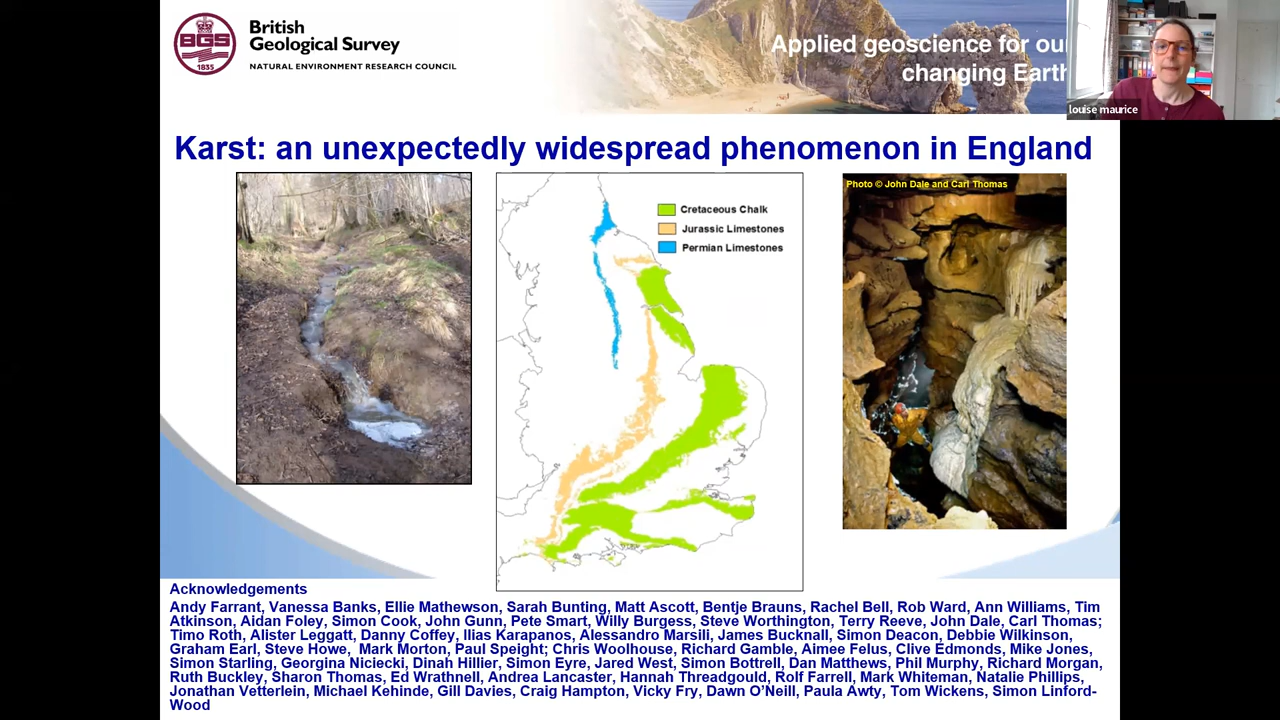 British
Geological Survey
NATURAL ENVIRONMENT RESEARCH COUNCIL
BGS
1835
Applied geoscience for our
changing Earth
louise maurice
Karst: an unexpectedly widespread phenomenon in England
Cretaceous Chalk
Jurassic Limestones
Permian Limestones
Photo © John Dale and Carl Thomas
Acknowledgements
Andy Farrant, Vanessa Banks, Ellie Mathewson, Sarah Bunting, Matt Ascott, Bentje Brauns, Rachel Bell, Rob Ward, Ann Williams, Tim
Atkinson, Aidan Foley, Simon Cook, John Gunn, Pete Smart, Willy Burgess, Steve Worthington, Terry Reeve, John Dale, Carl Thomas;
Timo Roth, Alister Leggatt, Danny Coffey, Ilias Karapanos, Alessandro Marsili, James Bucknall, Simon Deacon, Debbie Wilkinson,
Graham Earl, Steve Howe, Mark Morton, Paul Speight; Chris Woolhouse, Richard Gamble, Aimee Felus, Clive Edmonds, Mike Jones,
Simon Starling, Georgina Niciecki, Dinah Hillier, Simon Eyre, Jared West, Simon Bottrell, Dan Matthews, Phil Murphy, Richard Morgan,
Ruth Buckley, Sharon Thomas, Ed Wrathnell, Andrea Lancaster, Hannah Threadgould, Rolf Farrell, Mark Whiteman, Natalie Phillips,
Jonathan Vetterlein, Michael Kehinde, Gill Davies, Craig Hampton, Vicky Fry, Dawn O'Neill, Paula Awty, Tom Wickens, Simon Linford-
Wood